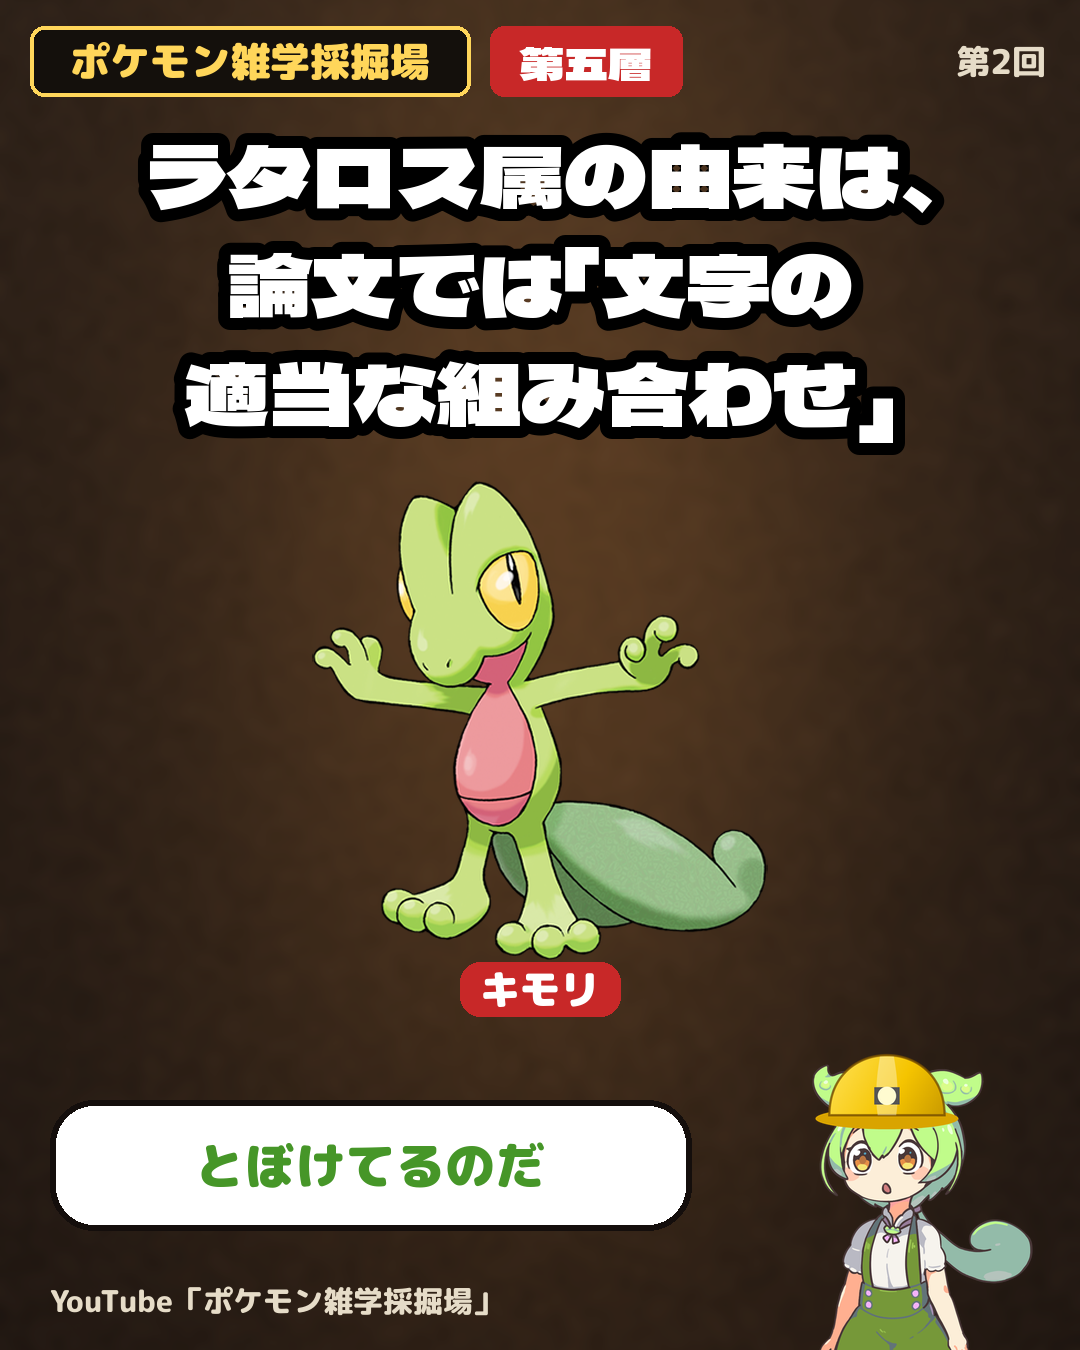 ポケモン雑学採掘場
第五層
第2回
ラタロス属の由来は、
論文では「文字の
適当な組み合わせ」
キモリ
とぼけてるのだ
YouTube「ポケモン雑学採掘場」